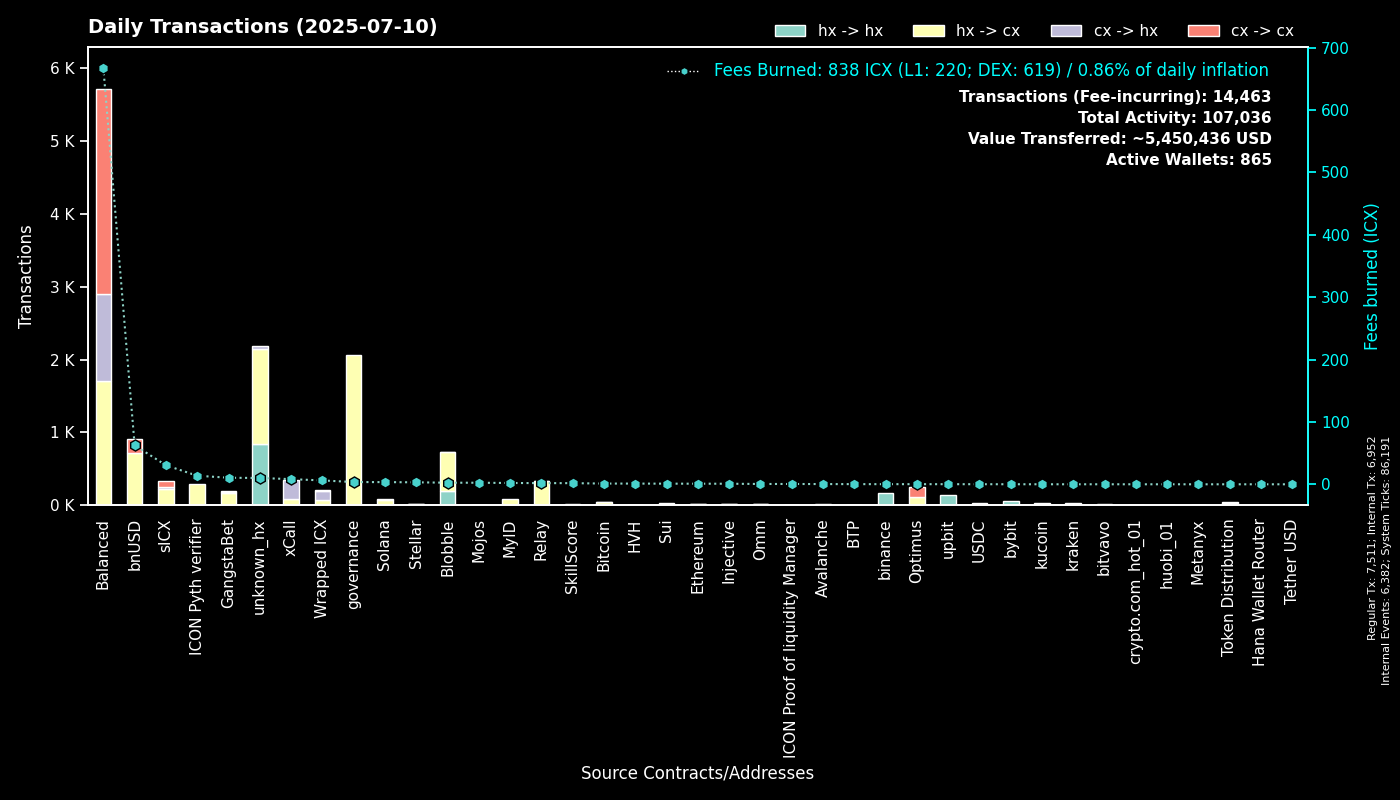 Daily Transactions (2025-07-10)
hx -> hx
hx -> cx
cx -> hx
cx -> cx
Fees Burned: 838 ICX (L1: 220; DEX: 619) / 0.86% of daily inflation
Transactions (Fee-incurring): 14,463
Total Activity: 107,036
Value Transferred: ~5,450,436 USD
Active Wallets: 865
Transactions
6 K
5 K
4 K
3 K
2 K
1 K
0 K
700
600
500
400
300
200
100
0
Fees burned (ICX)
Balanced
bnUSD
sICX
ICON Pyth verifier
GangstaBet
unknown_hx
xCall
Wrapped ICX
governance
Solana
Stellar
Blobble
Mojos
MyID
Relay
SkillScore
Bitcoin
HVH
Sui
Ethereum
Injective
Omm
ICON Proof of liquidity Manager
Avalanche
BTP
binance
Optimus
upbit
USDC
bybit
kucoin
kraken
bitvavo
crypto.com_hot_01
huobi_01
Metanyx
Token Distribution
Hana Wallet Router
Tether USD
Source Contracts/Addresses
Regular Tx: 7,511; Internal Tx: 6,952
Internal Events: 6,382; System Ticks: 86,191